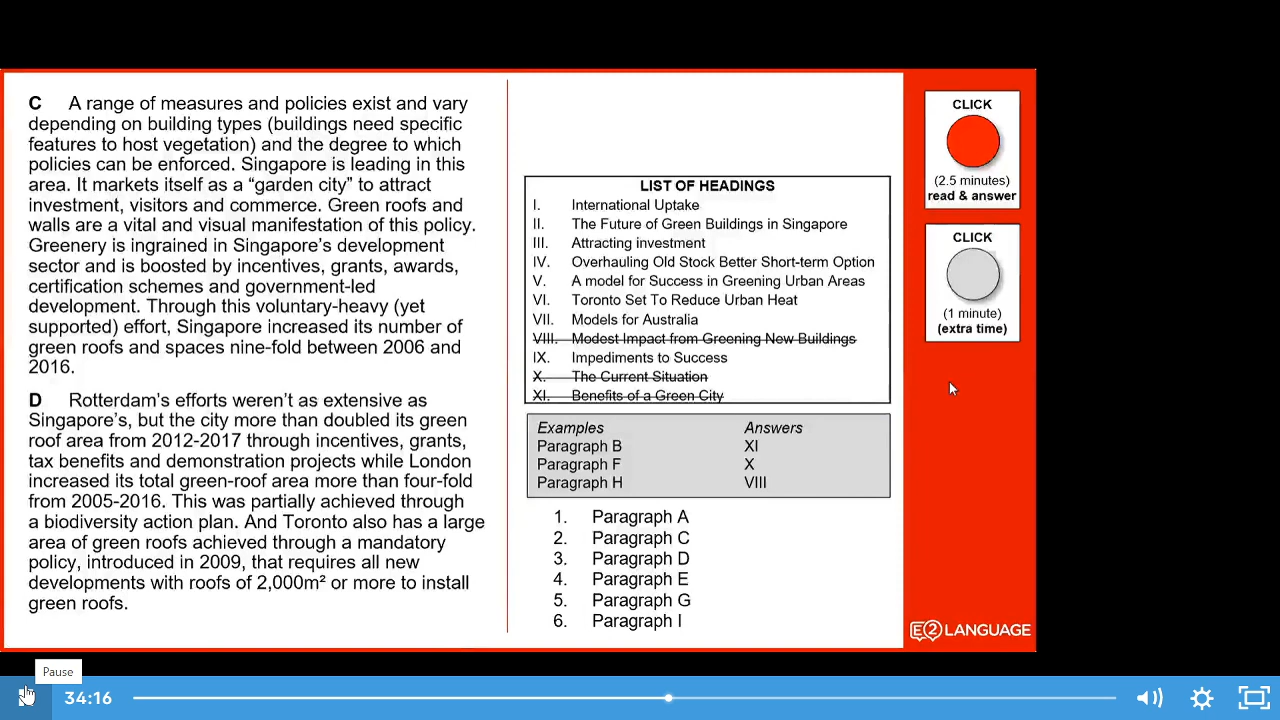 C A range of measures and policies exist and vary
depending on building types (buildings need specific
features to host vegetation) and the degree to which
policies can be enforced. Singapore is leading in this
area. It markets itself as a “garden city” to attract
investment, visitors and commerce. Green roofs and
walls are a vital and visual manifestation of this policy.
Greenery is ingrained in Singapore’s development
sector and is boosted by incentives, grants, awards,
certification schemes and government-led
development. Through this voluntary-heavy (yet
supported) effort, Singapore increased its number of
green roofs and spaces nine-fold between 2006 and
2016.
D Rotterdam’s efforts weren’t as extensive as
Singapore’s, but the city more than doubled its green
roof area from 2012-2017 through incentives, grants,
tax benefits and demonstration projects while London
increased its total green-roof area more than four-fold
from 2005-2016. This was partially achieved through
a biodiversity action plan. And Toronto also has a large
area of green roofs achieved through a mandatory
policy, introduced in 2009, that requires all new
developments with roofs of 2,000m² or more to install
green roofs.
LIST OF HEADINGS
I. International Uptake
II. The Future of Green Buildings in Singapore
III. Attracting investment
IV. Overhauling Old Stock Better Short-term Option
V. A model for Success in Greening Urban Areas
VI. Toronto Set To Reduce Urban Heat
VII. Models for Australia
VIII. Modest Impact from Greening New Buildings
IX. Impediments to Success
X. The Current Situation
XI. Benefits of a Green City
Examples Answers
Paragraph B XI
Paragraph F X
Paragraph H VIII
1. Paragraph A
2. Paragraph C
3. Paragraph D
4. Paragraph E
5. Paragraph G
6. Paragraph I
CLICK
(2.5 minutes)
read & answer
CLICK
(1 minute)
(extra time)
E2 LANGUAGE
Pause
34:16